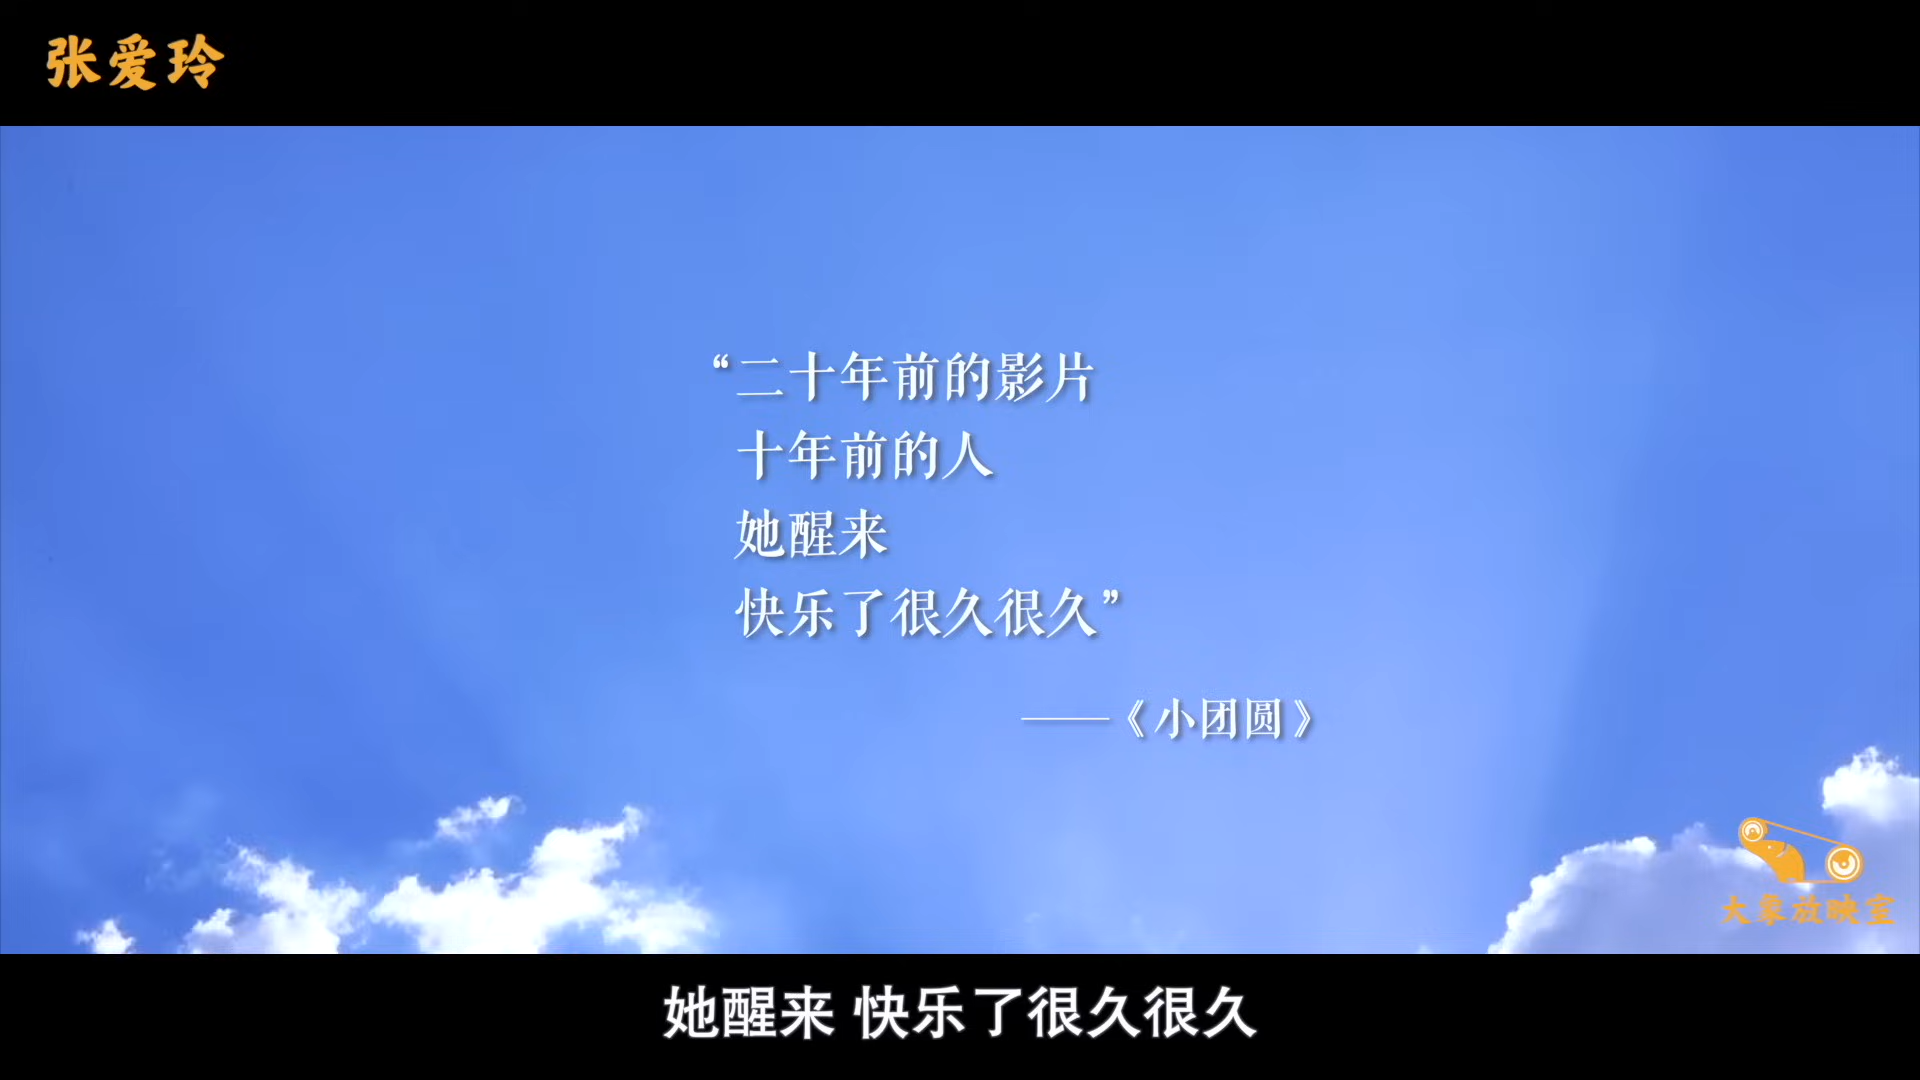 张爱玲
“二十年前的影片
十年前的人
她醒来
快乐了很久很久”
——《小团圆》
大象放映室
她醒来 快乐了很久很久